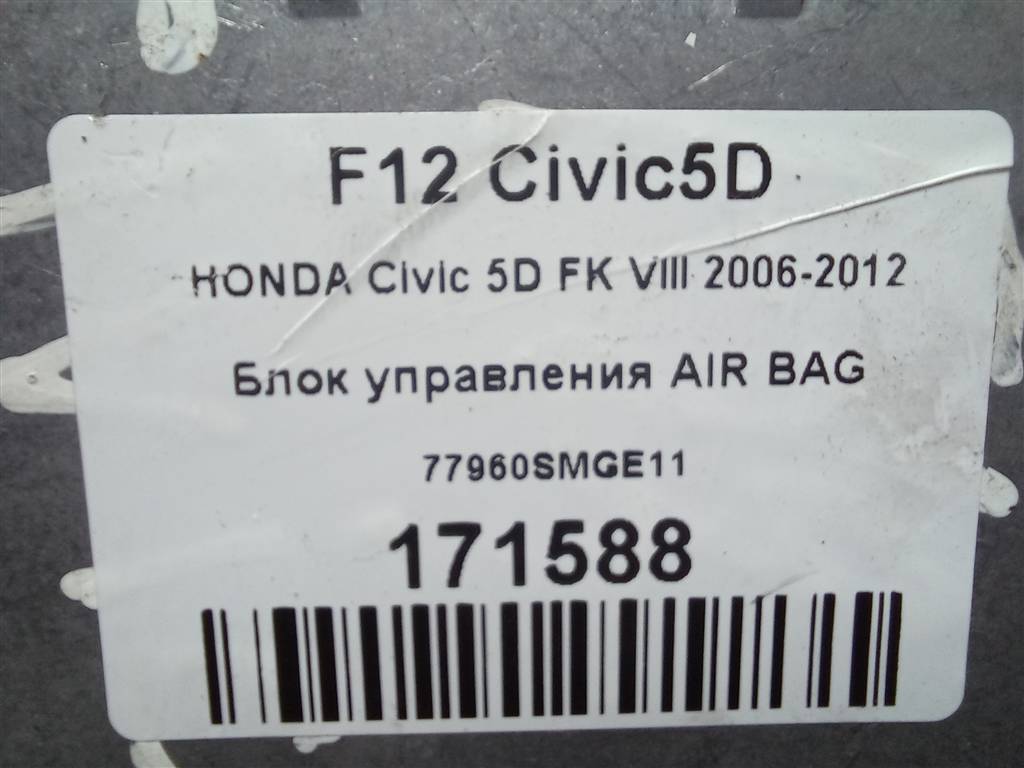 F12 Civic5D
HONDA Civic 5D FK VIII 2006-2012
Блок управления AIR BAG
77960SMGE11
171588